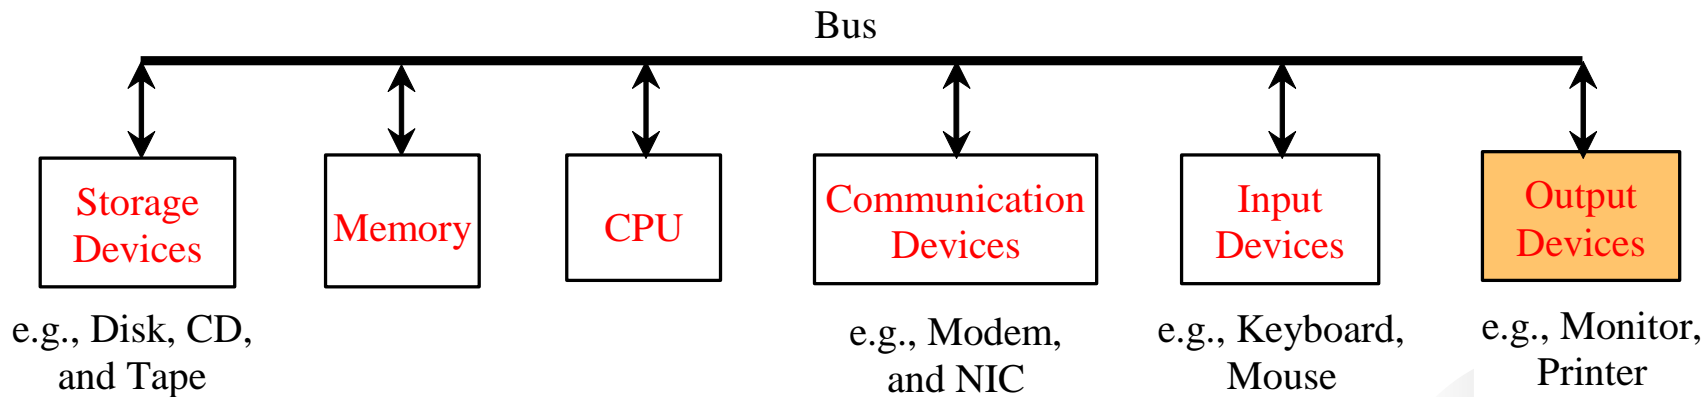 Bus
Storage
Devices
Memory
CPU
Communication
Devices
Input
Devices
Output
Devices
e.g., Disk, CD,
and Tape
e.g., Modem,
and NIC
e.g., Keyboard,
Mouse
e.g., Monitor,
Printer